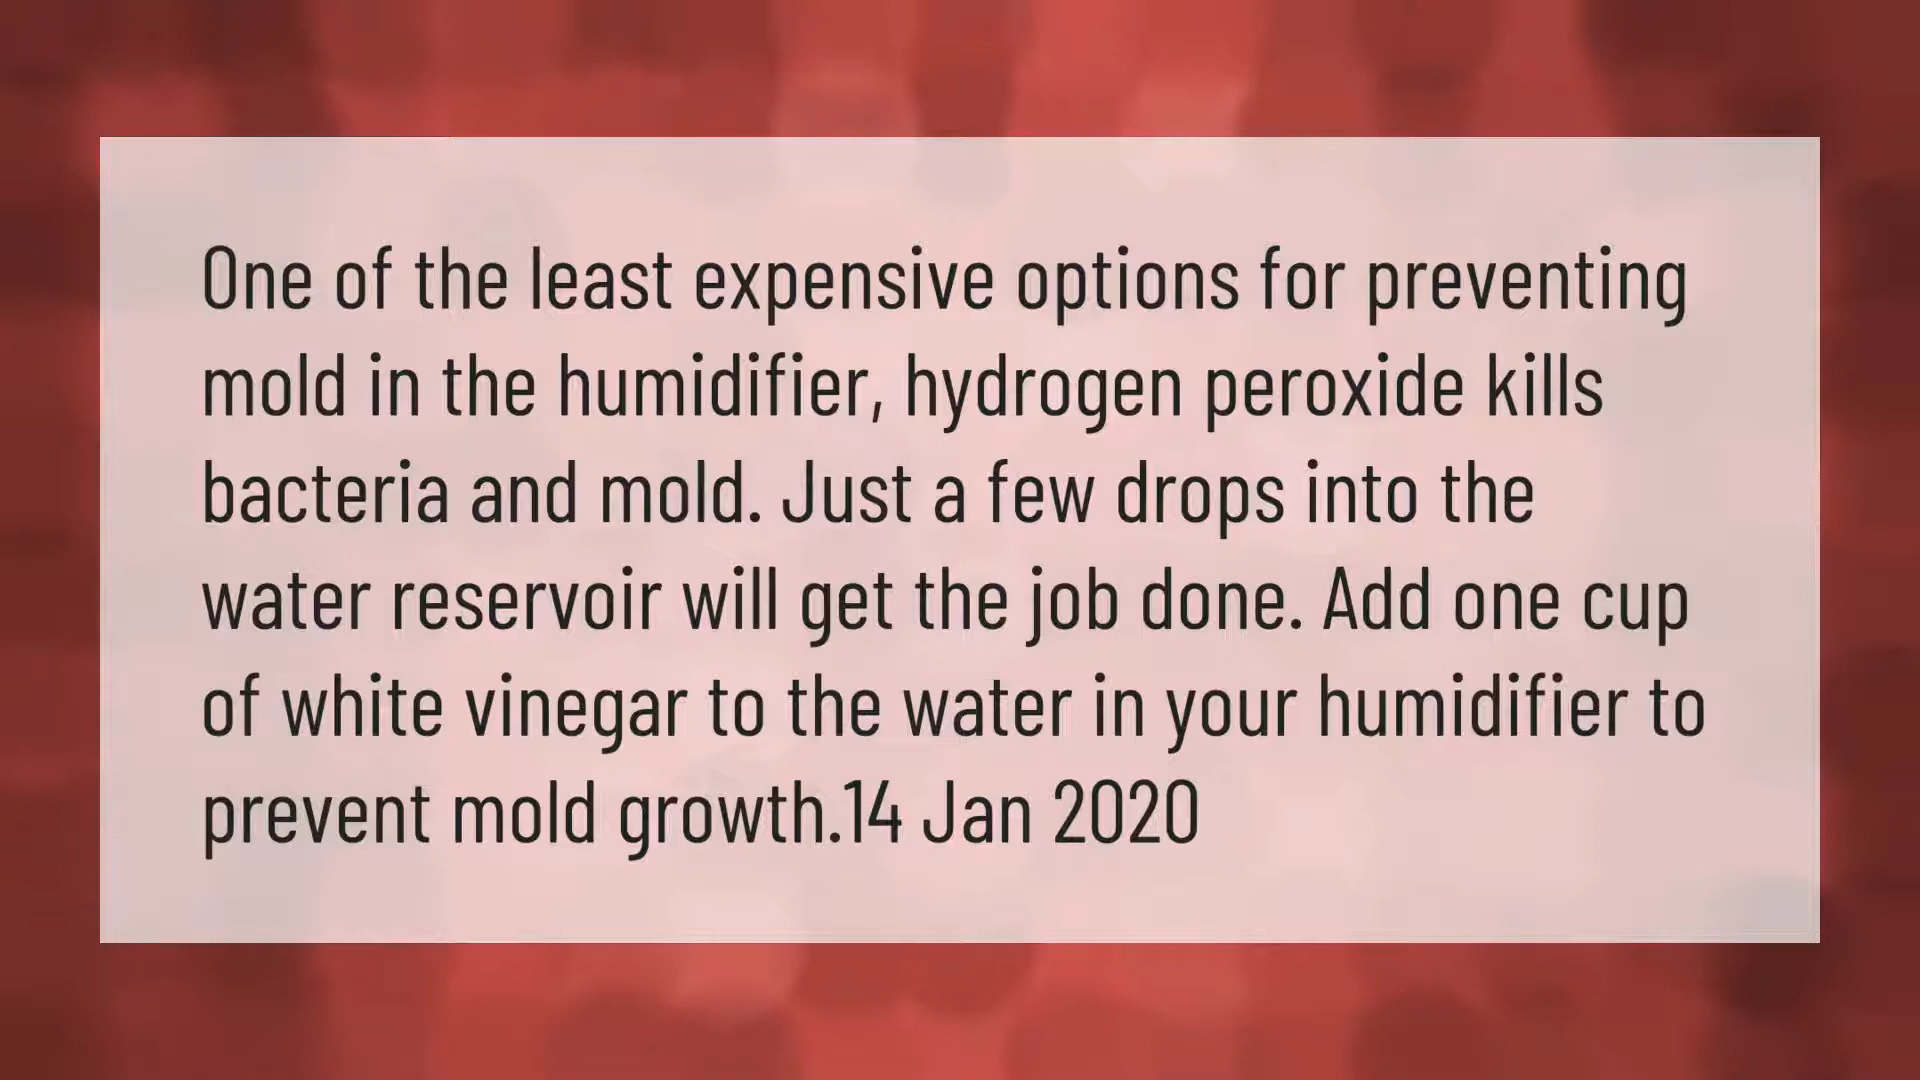 One of the least expensive options for preventing
mold in the humidifier, hydrogen peroxide kills
bacteria and mold. Just a few drops into the
water reservoir will get the job done. Add one cup
of white vinegar to the water in your humidifier to
prevent mold growth.14 Jan 2020